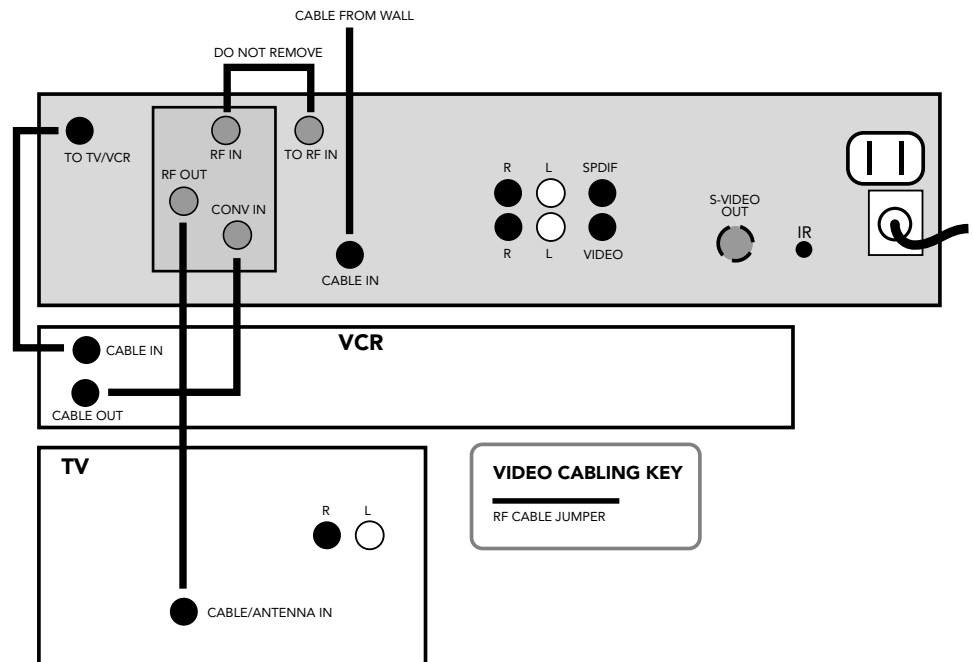 CABLE FROM WALL
DO NOT REMOVE
TO TV/VCR
RF IN
TO RF IN
RF OUT
CONV IN
CABLE IN
R L SPDIF
R L VIDEO
S-VIDEO
OUT
IR
VCR
CABLE IN
CABLE OUT
TV
R L
CABLE/ANTENNA IN
VIDEO CABLING KEY
RF CABLE JUMPER